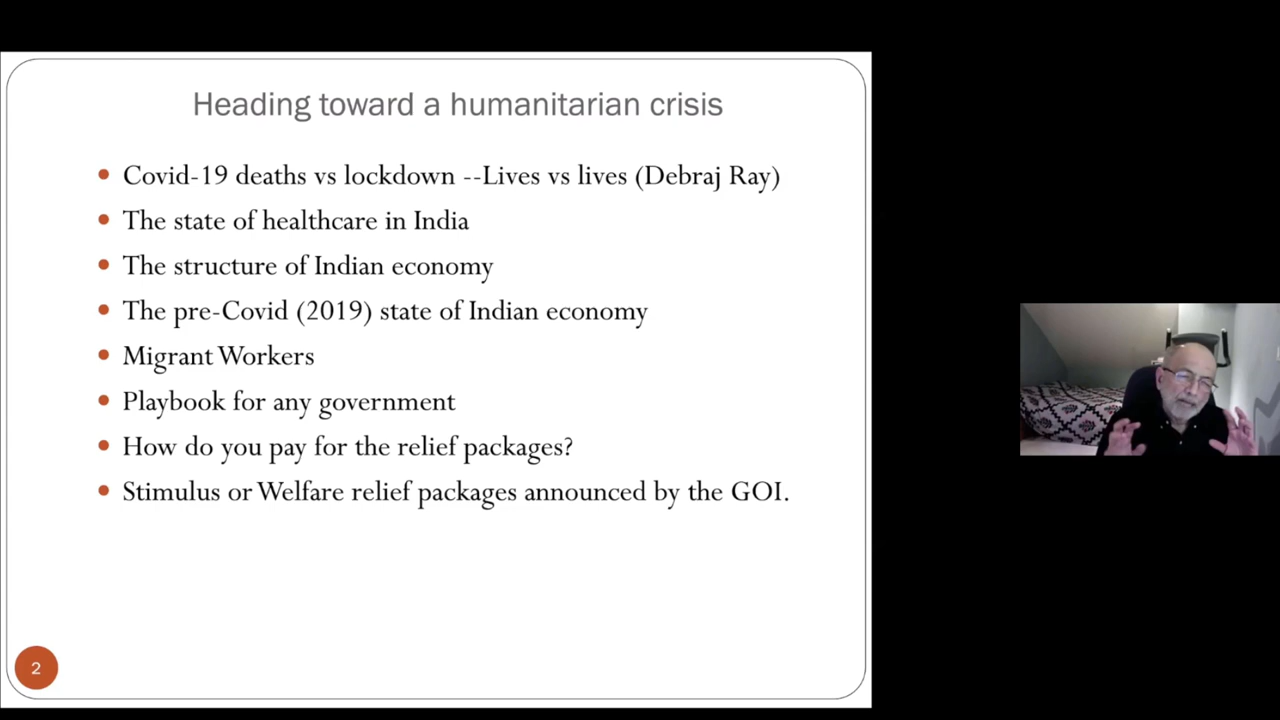 Heading toward a humanitarian crisis
• Covid-19 deaths vs lockdown --Lives vs lives (Debraj Ray)
• The state of healthcare in India
• The structure of Indian economy
• The pre-Covid (2019) state of Indian economy
• Migrant Workers
• Playbook for any government
• How do you pay for the relief packages?
• Stimulus or Welfare relief packages announced by the GOI.
2